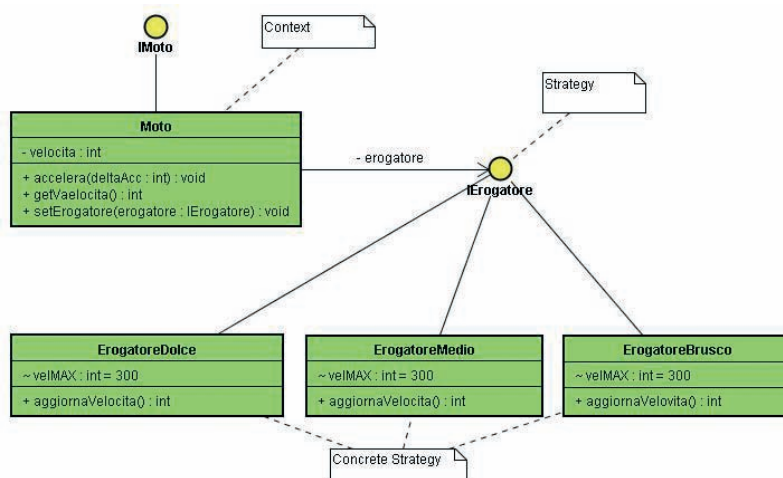 Context
IMoto
Strategy
Moto
- velocita : int
- erogatore
+ accelera(deltaAcc : int) : void
+ getVaelocita() : int
+ setErogatore(erogatore : IErogatore) : void
IErogatore
ErogatoreDolce
~ velMAX : int = 300
+ aggiornaVelocita() : int
ErogatoreMedio
~ velMAX : int = 300
+ aggiornaVelocita() : int
ErogatoreBrusco
~ velMAX : int = 300
+ aggiornaVelovita() : int
Concrete Strategy